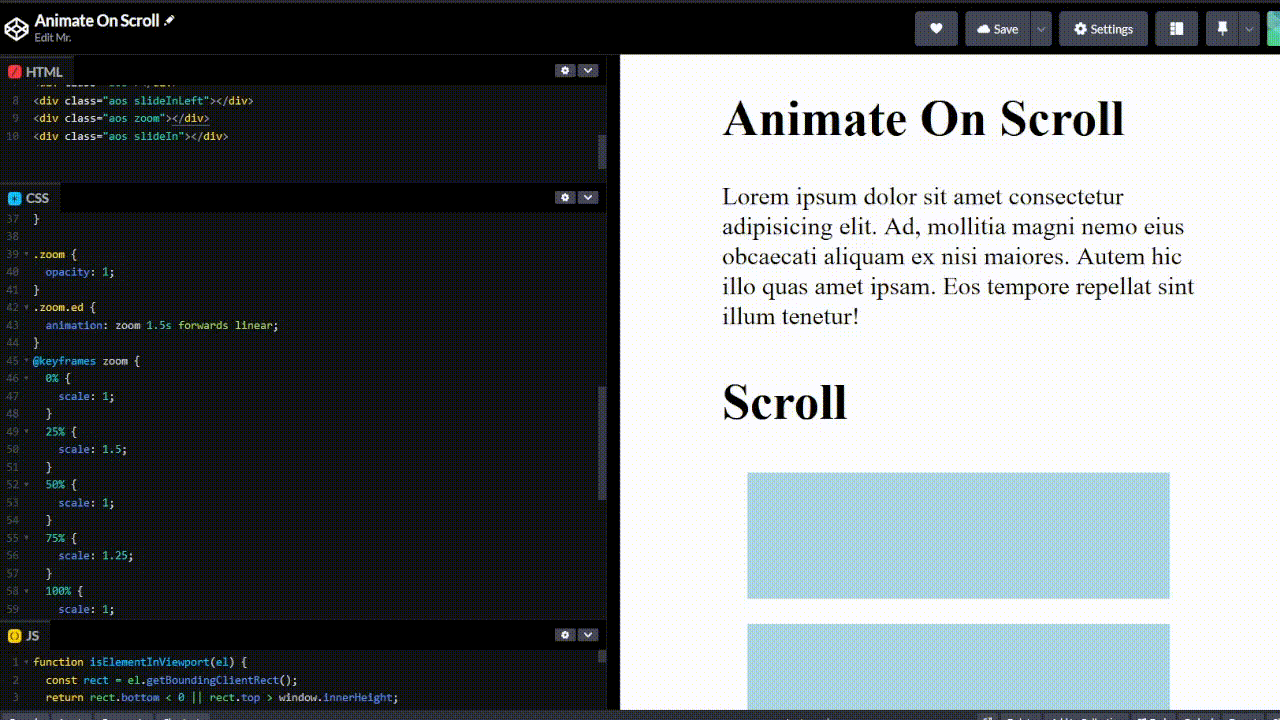 Animate On Scroll
Edit Mr.
Save
Settings
HTML
8 <div class="aos slideInLeft"></div>
9 <div class="aos zoom"></div>
10 <div class="aos slideIn"></div>
CSS
37 }
38
39 .zoom {
40 opacity: 1;
41 }
42 .zoom.ed {
43 animation: zoom 1.5s forwards linear;
44 }
45 @keyframes zoom {
46 0% {
47 scale: 1;
48 }
49 25% {
50 scale: 1.5;
51 }
52 50% {
53 scale: 1;
54 }
55 75% {
56 scale: 1.25;
57 }
58 100% {
59 scale: 1;
JS
1 function isElementInViewport(el) {
2 const rect = el.getBoundingClientRect();
3 return rect.bottom < 0 || rect.top > window.innerHeight;
Animate On Scroll
Lorem ipsum dolor sit amet consectetur
adipisicing elit. Ad, mollitia magni nemo eius
obcaecati aliquam ex nisi maiores. Autem hic
illo quas amet ipsam. Eos tempore repellat sint
illum tenetur!
Scroll